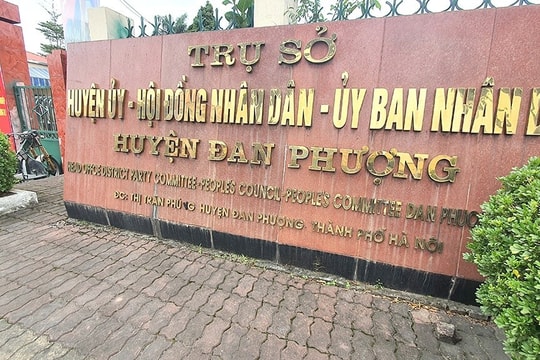 TRỤ SỞ
HUYỆN ỦY - HỘI ĐỒNG NHÂN DÂN - ỦY BAN NHÂN
HUYỆN ĐAN PHƯỢNG
HEAD OFFICE DISTRICT PARTY COMMITTEE-PEOPLE'S COUNCIL-PEOPLE'S COMMITTEE DAN PHUO
ĐC: THỊ TRẤN PHÙNG HUYỆN ĐAN PHƯỢNG THÀNH PHỐ HÀ NỘI